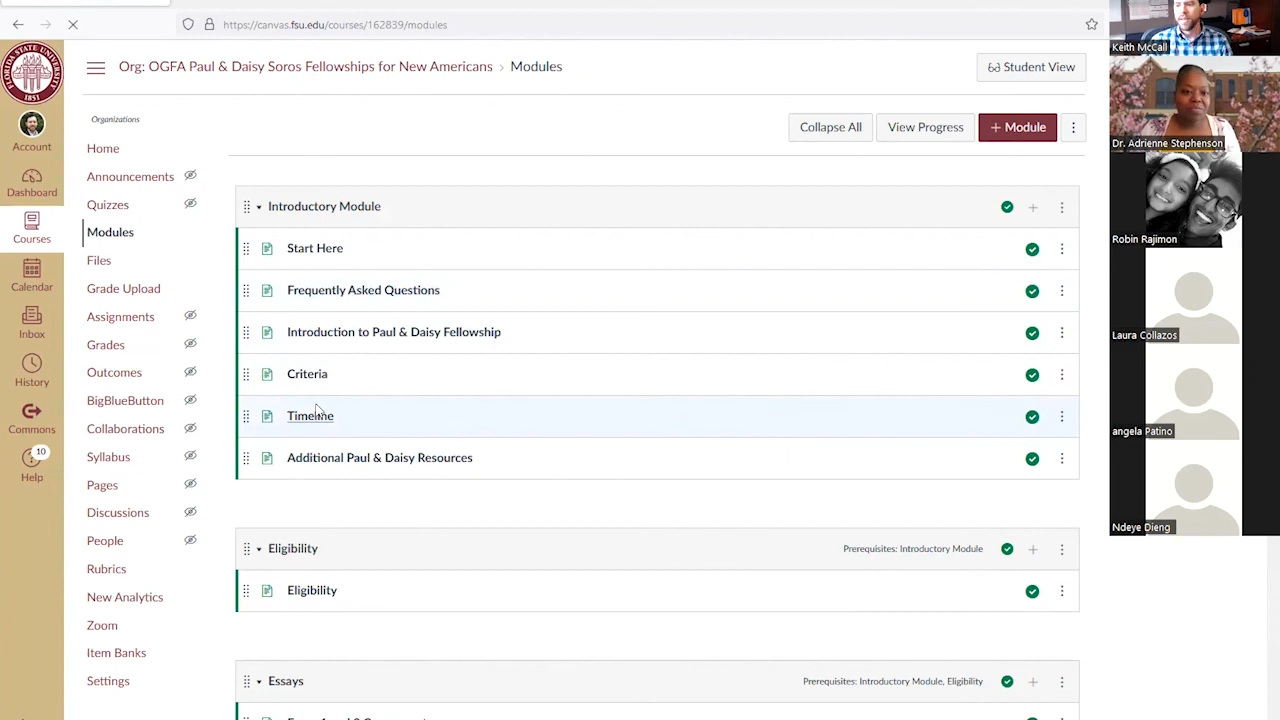 https://canvas.fsu.edu/courses/162839/modules
FLORIDA STATE UNIVERSITY
1851
Org: OGFA Paul & Daisy Soros Fellowships for New Americans › Modules
Student View
Account
Dashboard
Courses
Calendar
Inbox
History
Commons
10
Help
Organizations
Home
Announcements
Quizzes
Modules
Files
Grade Upload
Assignments
Grades
Outcomes
BigBlueButton
Collaborations
Syllabus
Pages
Discussions
People
Rubrics
New Analytics
Zoom
Item Banks
Settings
Collapse All
View Progress
+ Module
Introductory Module
Start Here
Frequently Asked Questions
Introduction to Paul & Daisy Fellowship
Criteria
Timeline
Additional Paul & Daisy Resources
Eligibility
Prerequisites: Introductory Module
Eligibility
Essays
Prerequisites: Introductory Module, Eligibility
Keith McCall
Dr. Adrienne Stephenson
Robin Rajimon
Laura Collazos
angela Patino
Ndeye Dieng